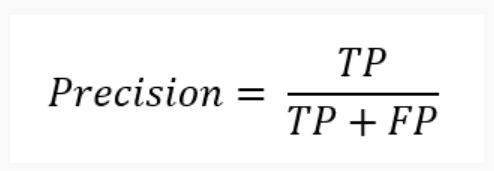 Precision = TP / TP + FP